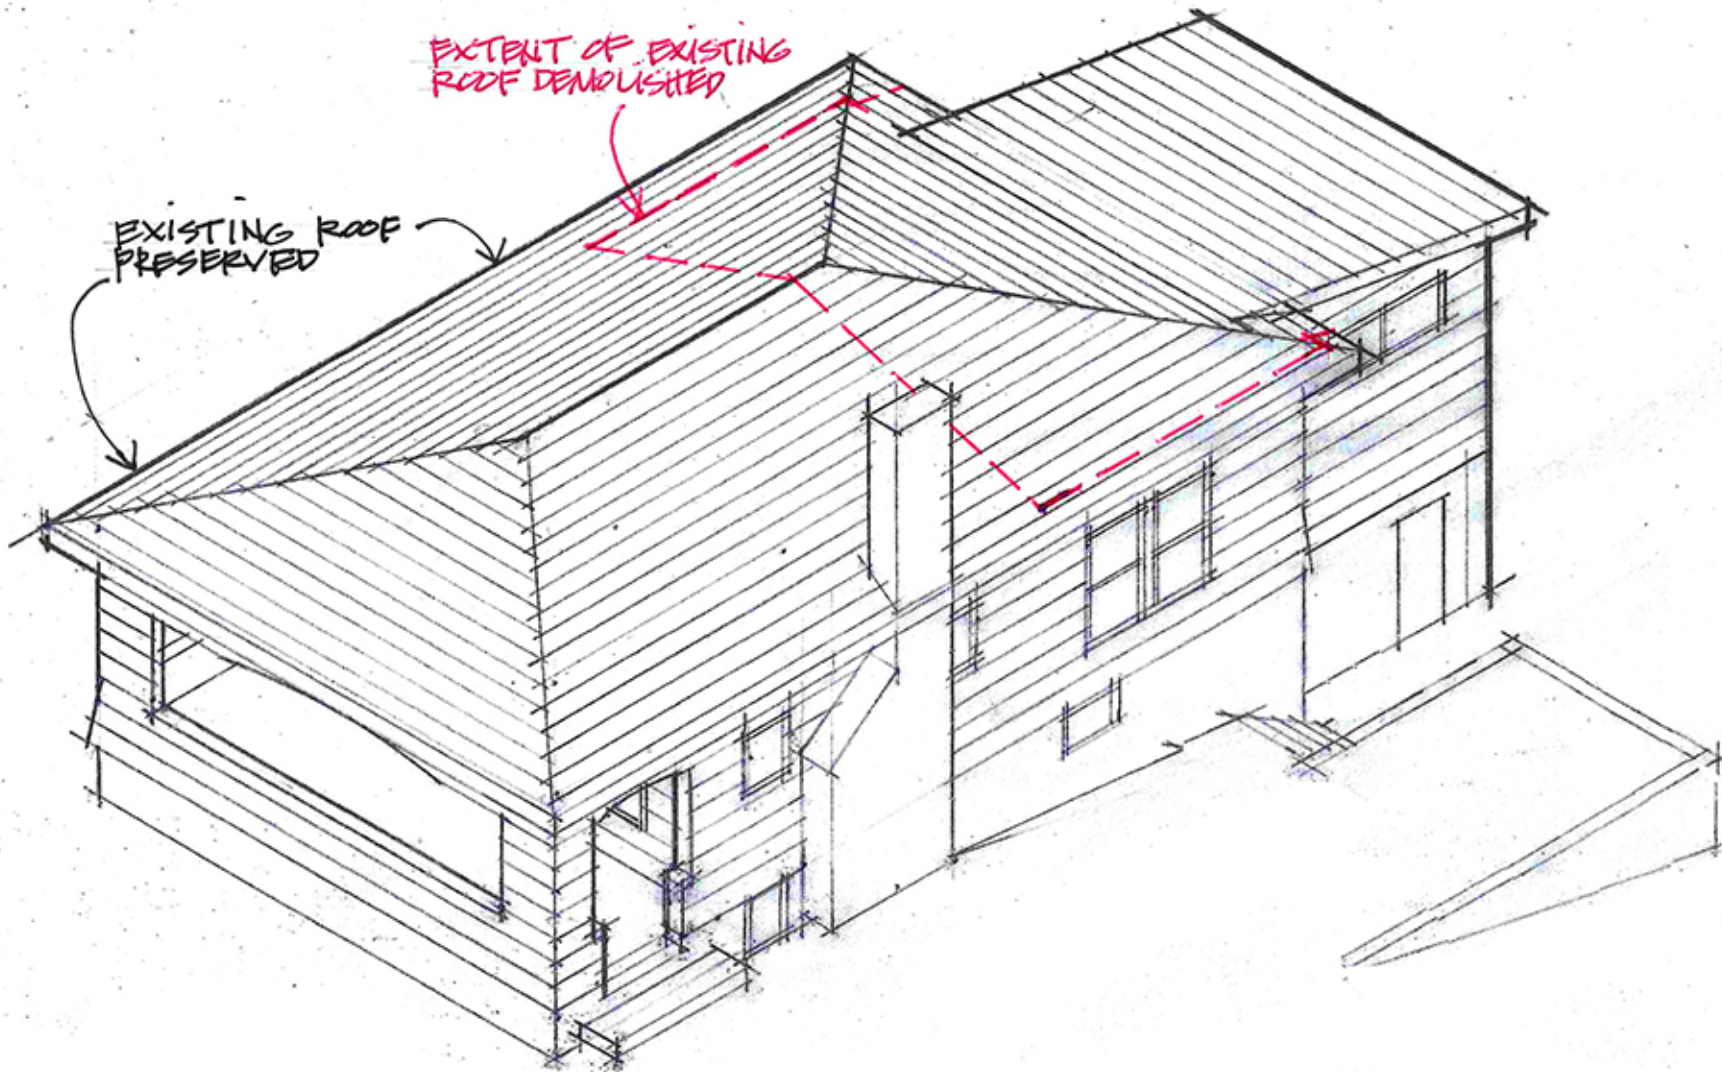 EXTENT OF EXISTING
ROOF DEMOLISHED
EXISTING ROOF
PRESERVED